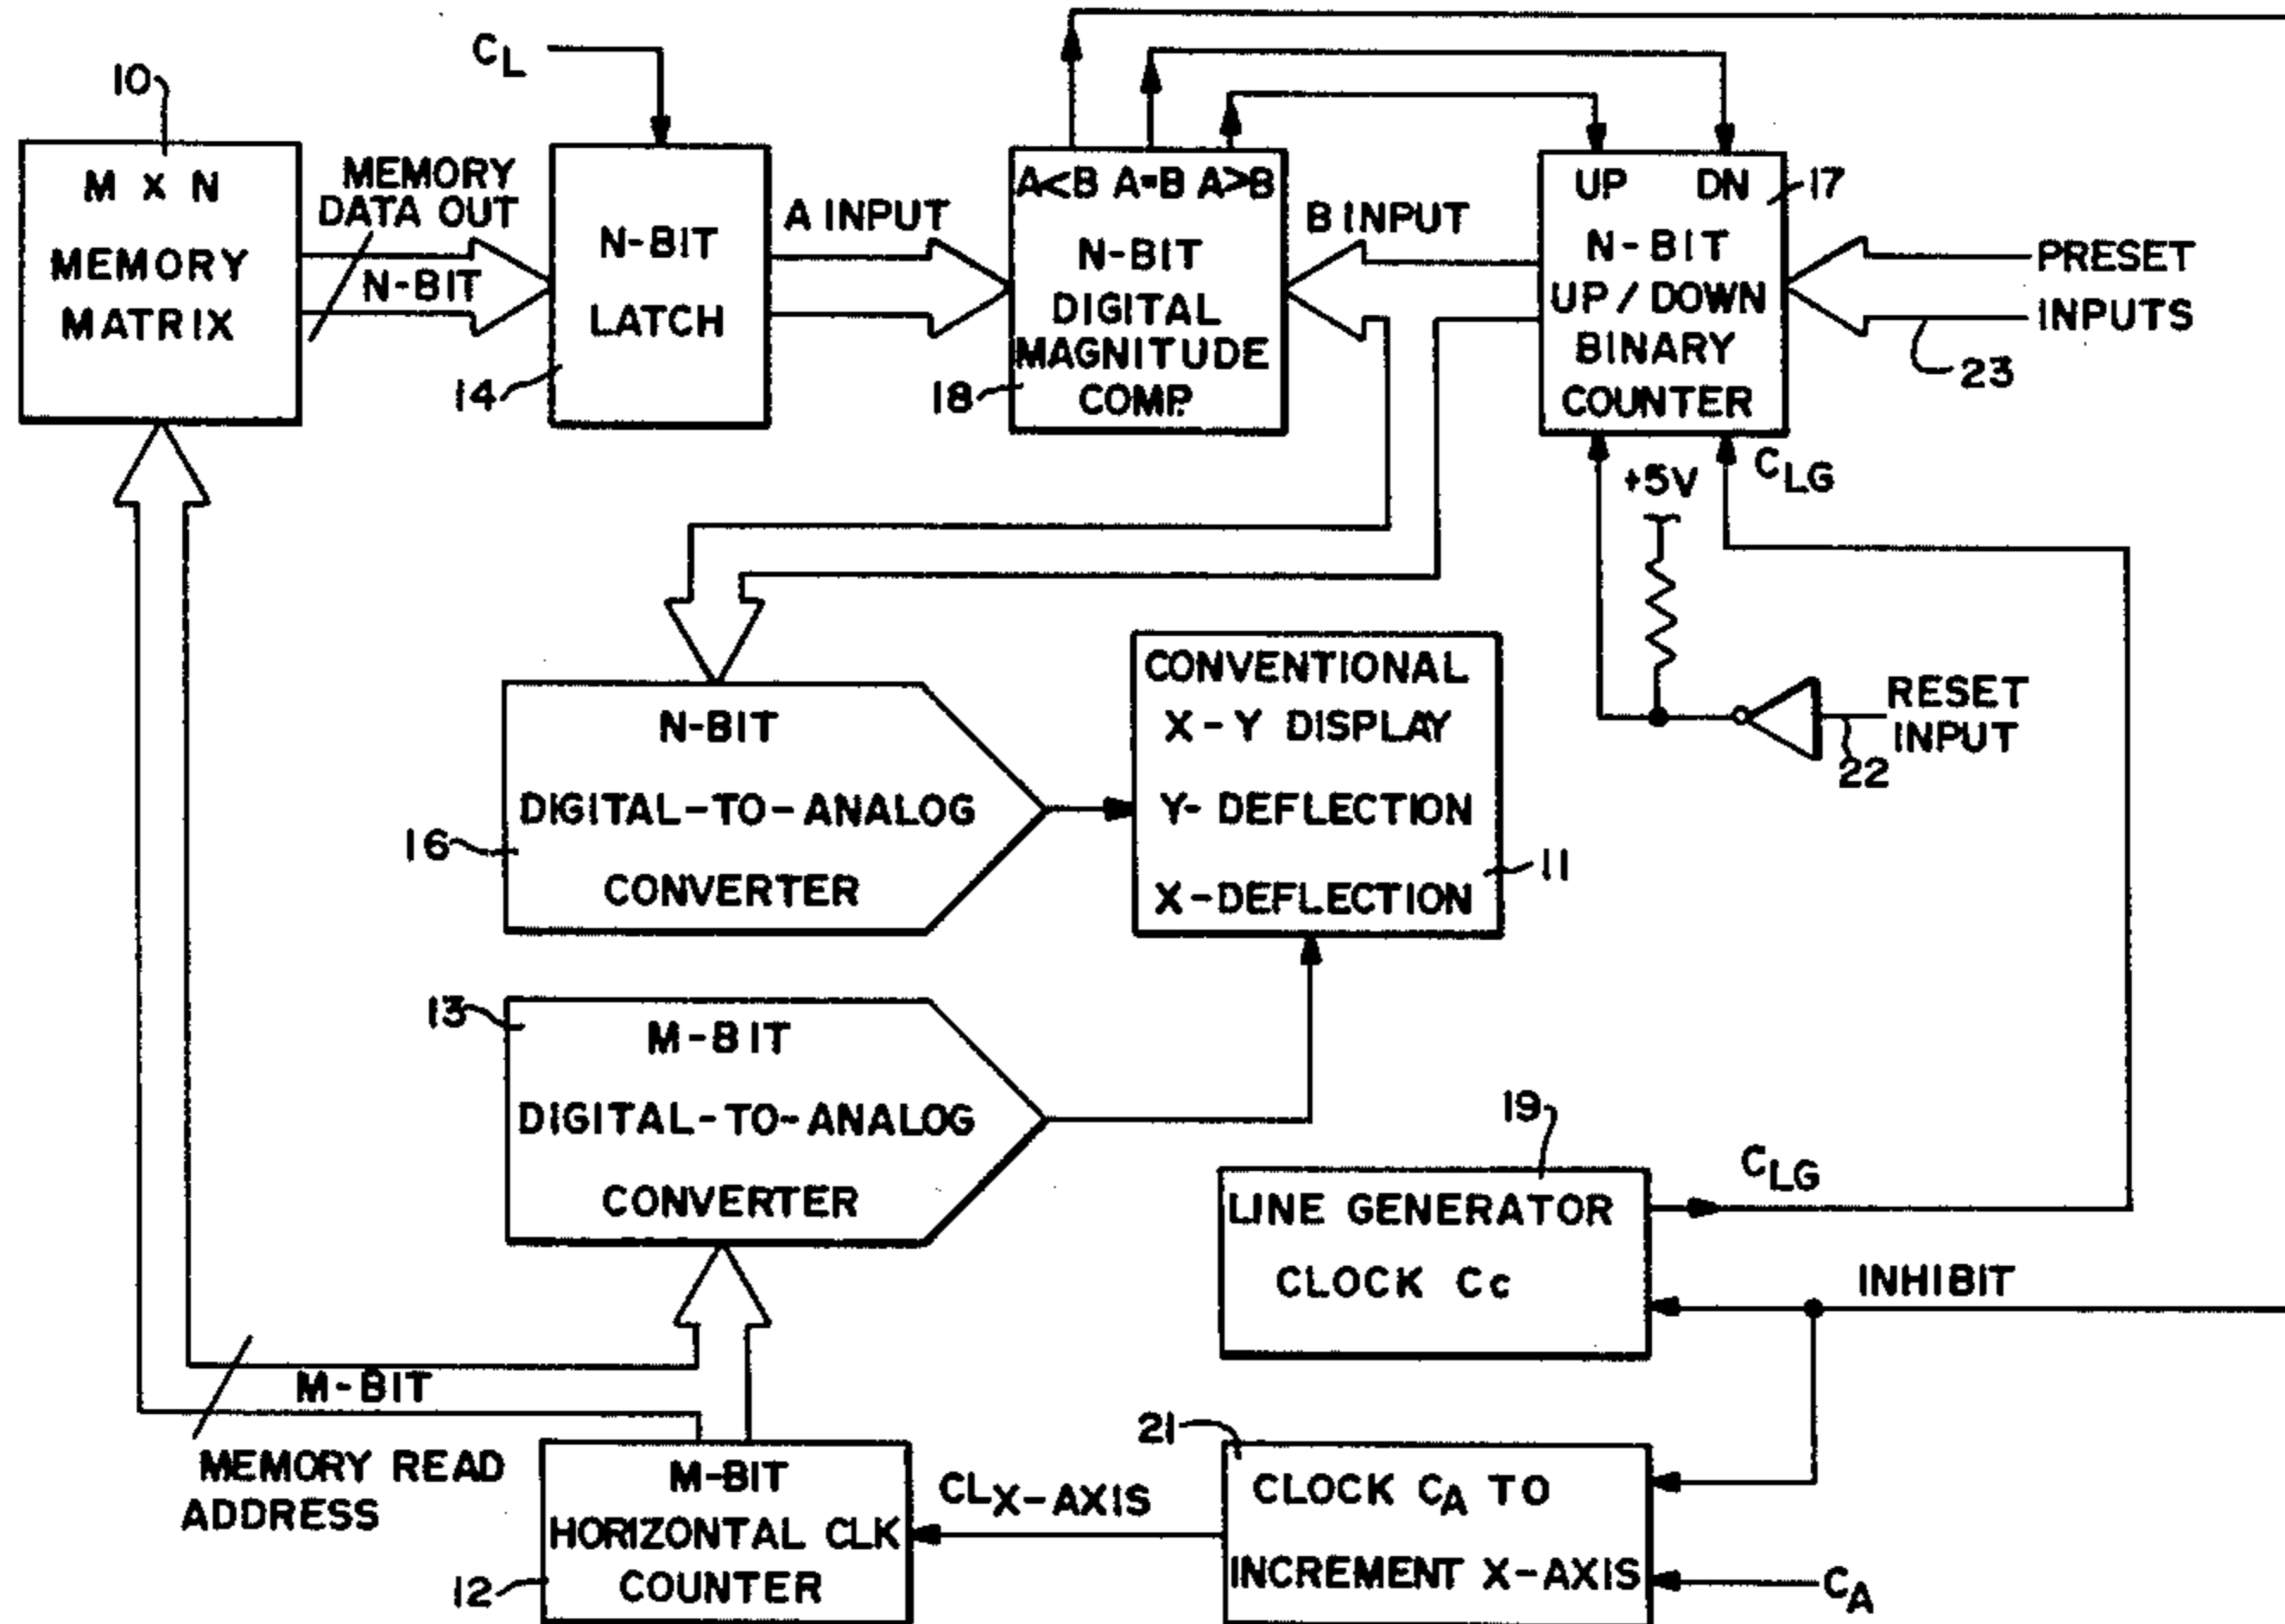 10
M X N
MEMORY
MATRIX
MEMORY
DATA OUT
N-BIT
CL
N-BIT
LATCH
14
A INPUT
A<B A=B A>B
N-BIT
DIGITAL
MAGNITUDE
COMP.
18
B INPUT
UP DN
N-BIT
UP/DOWN
BINARY
COUNTER
17
PRESET
INPUTS
23
+5V
CLG
RESET
INPUT
22
N-BIT
DIGITAL-TO-ANALOG
CONVERTER
16
CONVENTIONAL
X-Y DISPLAY
Y-DEFLECTION
X-DEFLECTION
11
13
M-BIT
DIGITAL-TO-ANALOG
CONVERTER
19
LINE GENERATOR
CLOCK Cc
CLG
INHIBIT
M-BIT
MEMORY READ
ADDRESS
M-BIT
HORIZONTAL CLK
COUNTER
12
CLX-AXIS
21
CLOCK CA TO
INCREMENT X-AXIS
CA